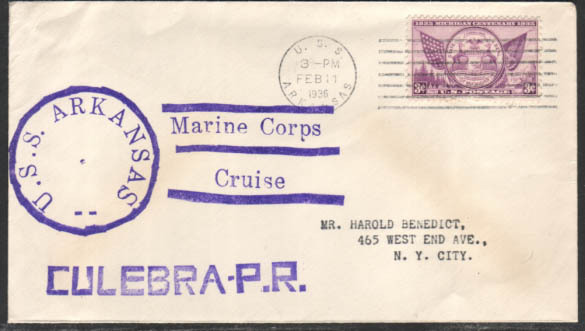 U. S. S.
3-PM
FEB 11
1936
ARKANSAS
1835 MICHIGAN CENTENARY 1935
3¢ 3¢
U.S. POSTAGE
U.S.S. ARKANSAS
Marine Corps
Cruise
MR. HAROLD BENEDICT,
465 WEST END AVE.,
N. Y. CITY.
CULEBRA-P.R.